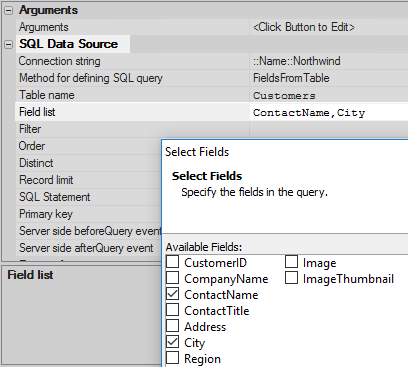 Arguments
Arguments <Click Button to Edit>
SQL Data Source
Connection string ::Name::Northwind
Method for defining SQL query FieldsFromTable
Table name Customers
Field list ContactName,City
Filter
Order
Distinct
Record limit
SQL Statement
Primary key
Server side beforeQuery event
Server side afterQuery event
Field list
Select Fields
Select Fields
Specify the fields in the query.
Available Fields:
CustomerID Image
CompanyName ImageThumbnail
ContactName
ContactTitle
Address
City
Region